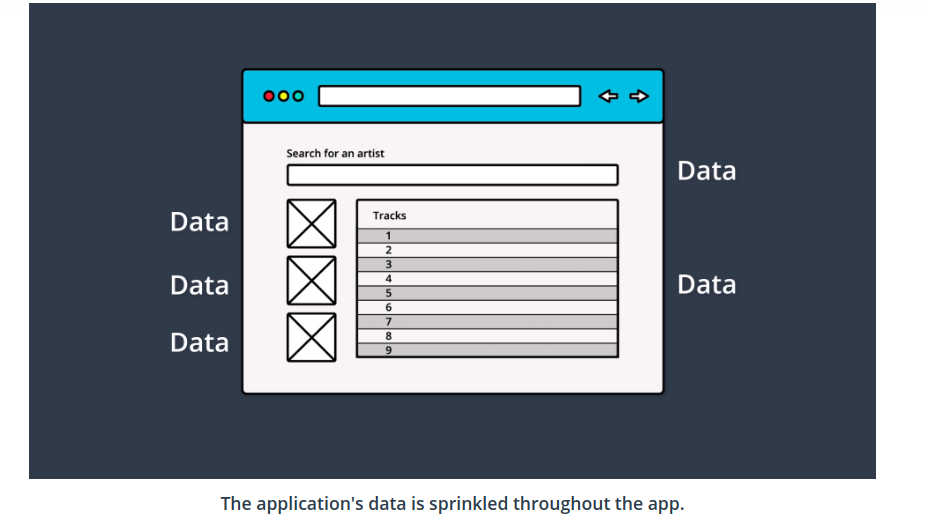 Search for an artist
Data
Data
Tracks
1
2
3
4
5
6
7
8
9
Data
Data
Data
The application's data is sprinkled throughout the app.